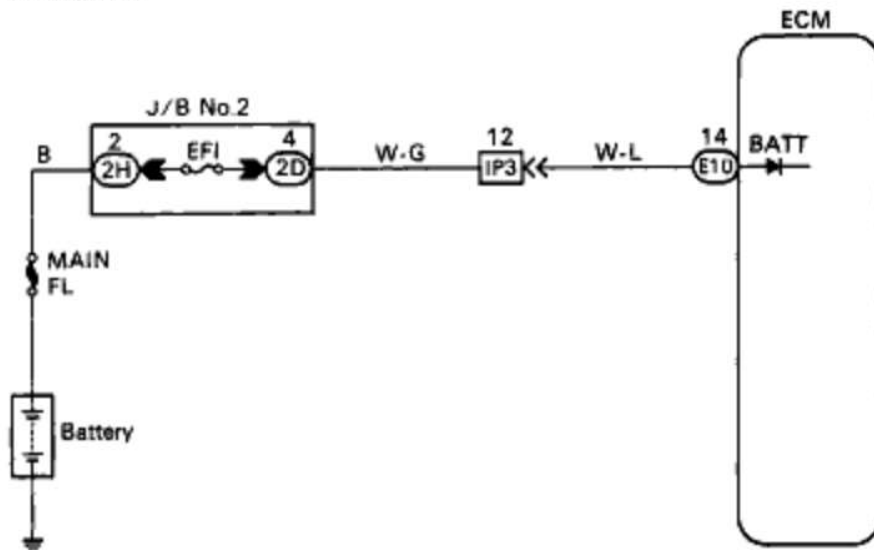 ECM
J/B No.2
2
4
12
14
B
2H
EFI
2D
W-G
IP3
W-L
E10
BATT
MAIN
FL
Battery